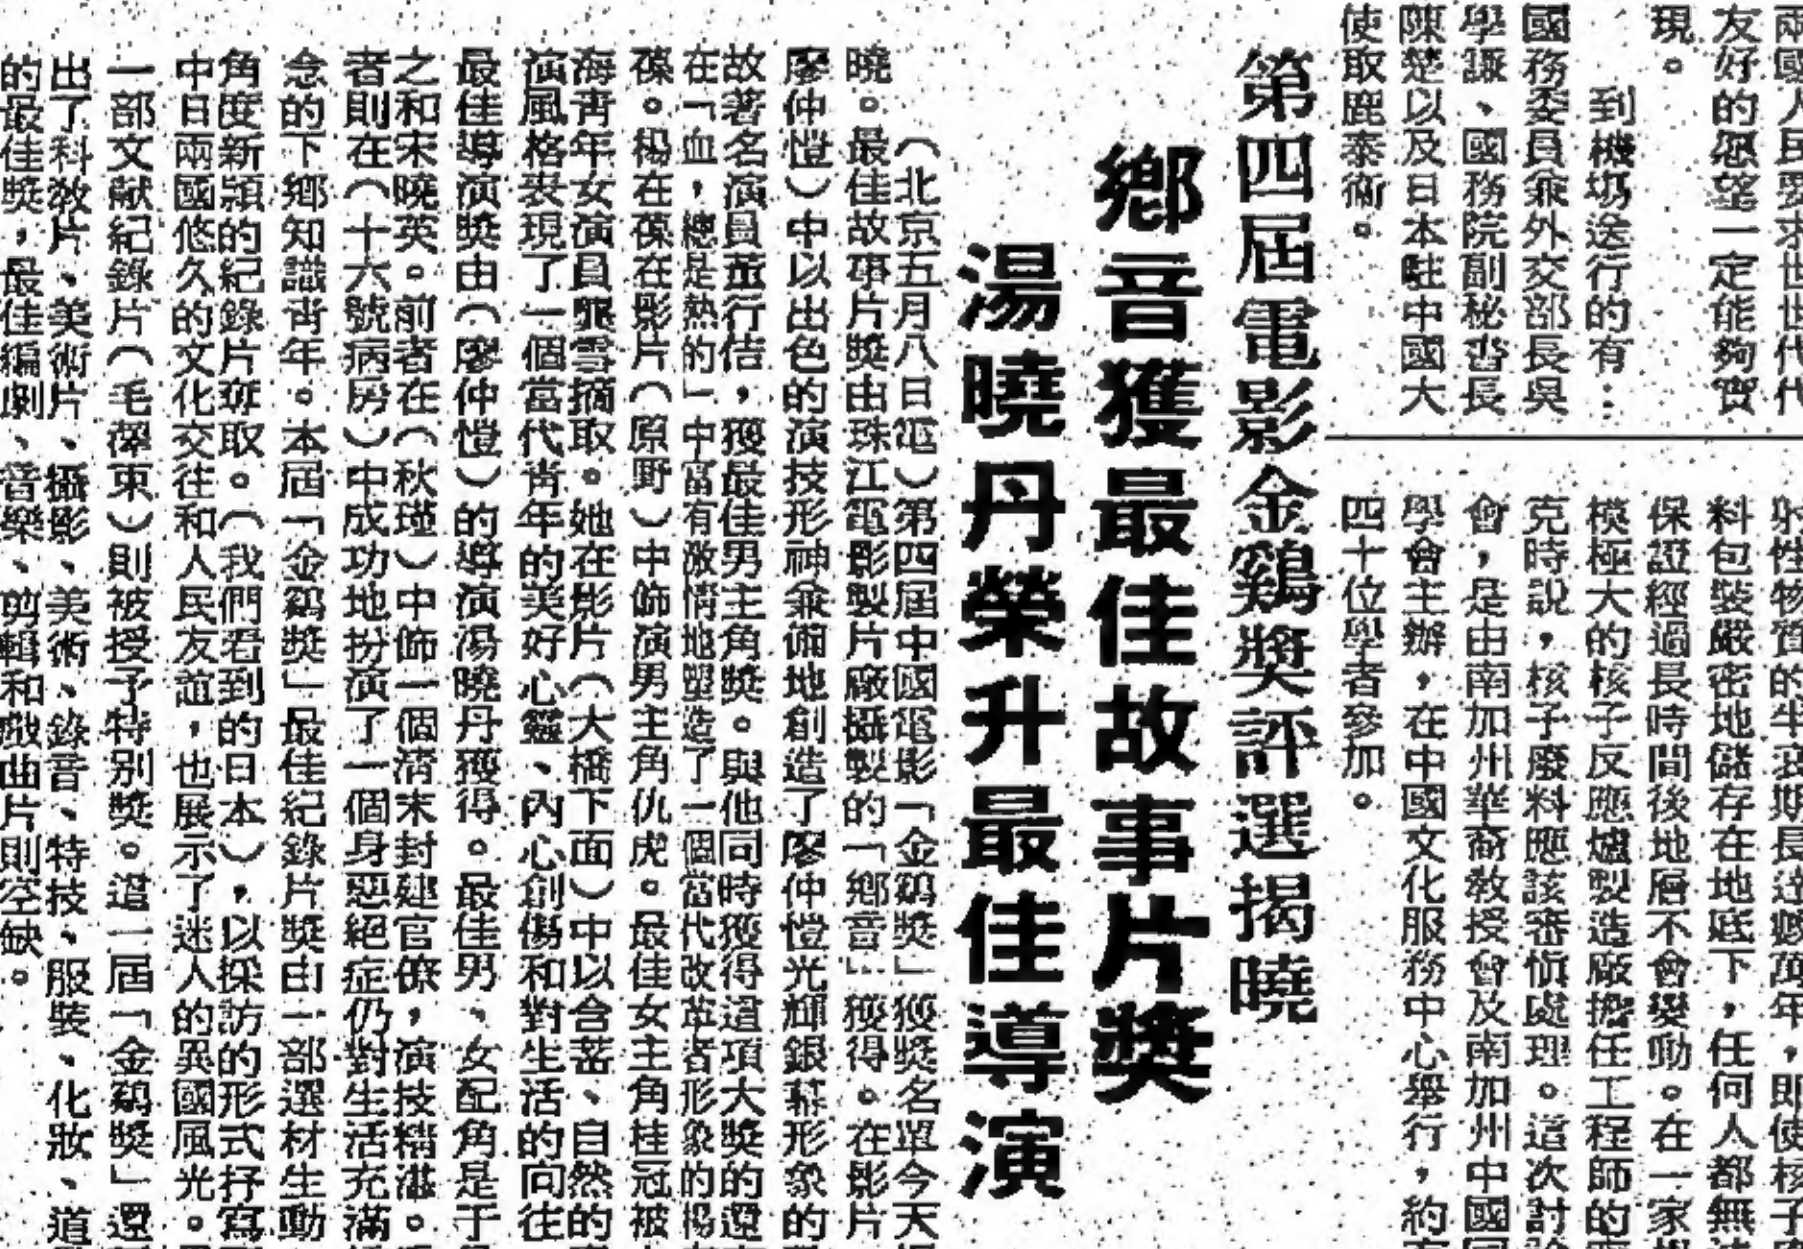 兩國人民要求世世代代
友好的愿望一定能夠實
現。
到機場送行的有：
國務委員兼外交部長吳
學謙、國務院副秘書長
陳楚以及日本駐中國大
使取鹿泰衞。
射性物質的半衰期長達數萬年，即使核子
料包裝嚴密地儲存在地底下，任何人都無
保證經過長時間後地層不會變動。在一家
模極大的核子反應爐製造廠擔任工程師的
克時說，核子廢料應該審慎處理。這次討
會，是由南加州華裔教授會及南加州中國
學會主辦，在中國文化服務中心舉行，約
四十位學者參加。
第四屆電影金鷄獎評選揭曉
鄉音獲最佳故事片獎
湯曉丹榮升最佳導演
（北京五月八日電）第四屆中國電影「金鷄獎」獲獎名單今天
曉。最佳故事片獎由珠江電影製片廠攝製的「鄉音」獲得。在影片
廖仲愷）中以出色的演技形神兼備地創造了廖仲愷光輝銀幕形象的
故著名演員董行佶，獲最佳男主角獎。與他同時獲得這項大獎的還
在「血，總是熱的」中富有激情地塑造了一個當代改革者形象的楊
葆。楊在葆在影片（原野）中飾演男主角仇虎。最佳女主角桂冠被
海青年女演員龔雪摘取。她在影片（大橋下面）中以含蓄、自然的
演風格表現了一個當代青年的美好心靈、內心創傷和對生活的向往
最佳導演獎由（廖仲愷）的導演湯曉丹獲得。最佳男、女配角是于
之和宋曉英。前者在（秋瑾）中飾一個清末封建官僚，演技精湛。
者則在（十六號病房）中成功地扮演了一個身惡絕症仍對生活充滿
念的下鄉知識青年。本屆「金鷄獎」最佳紀錄片獎由一部選材生動
角度新穎的紀錄片奪取。（我們看到的日本），以採訪的形式抒寫
中日兩國悠久的文化交往和人民友誼，也展示了迷人的異國風光。
一部文獻紀錄片（毛澤東）則被授予特別獎。這一屆「金鷄獎」還
出了科教片、美術片、攝影、美術、錄音、特技、服裝、化妝、道
的最佳獎，最佳編劇、音樂、剪輯和戲曲片則空缺。